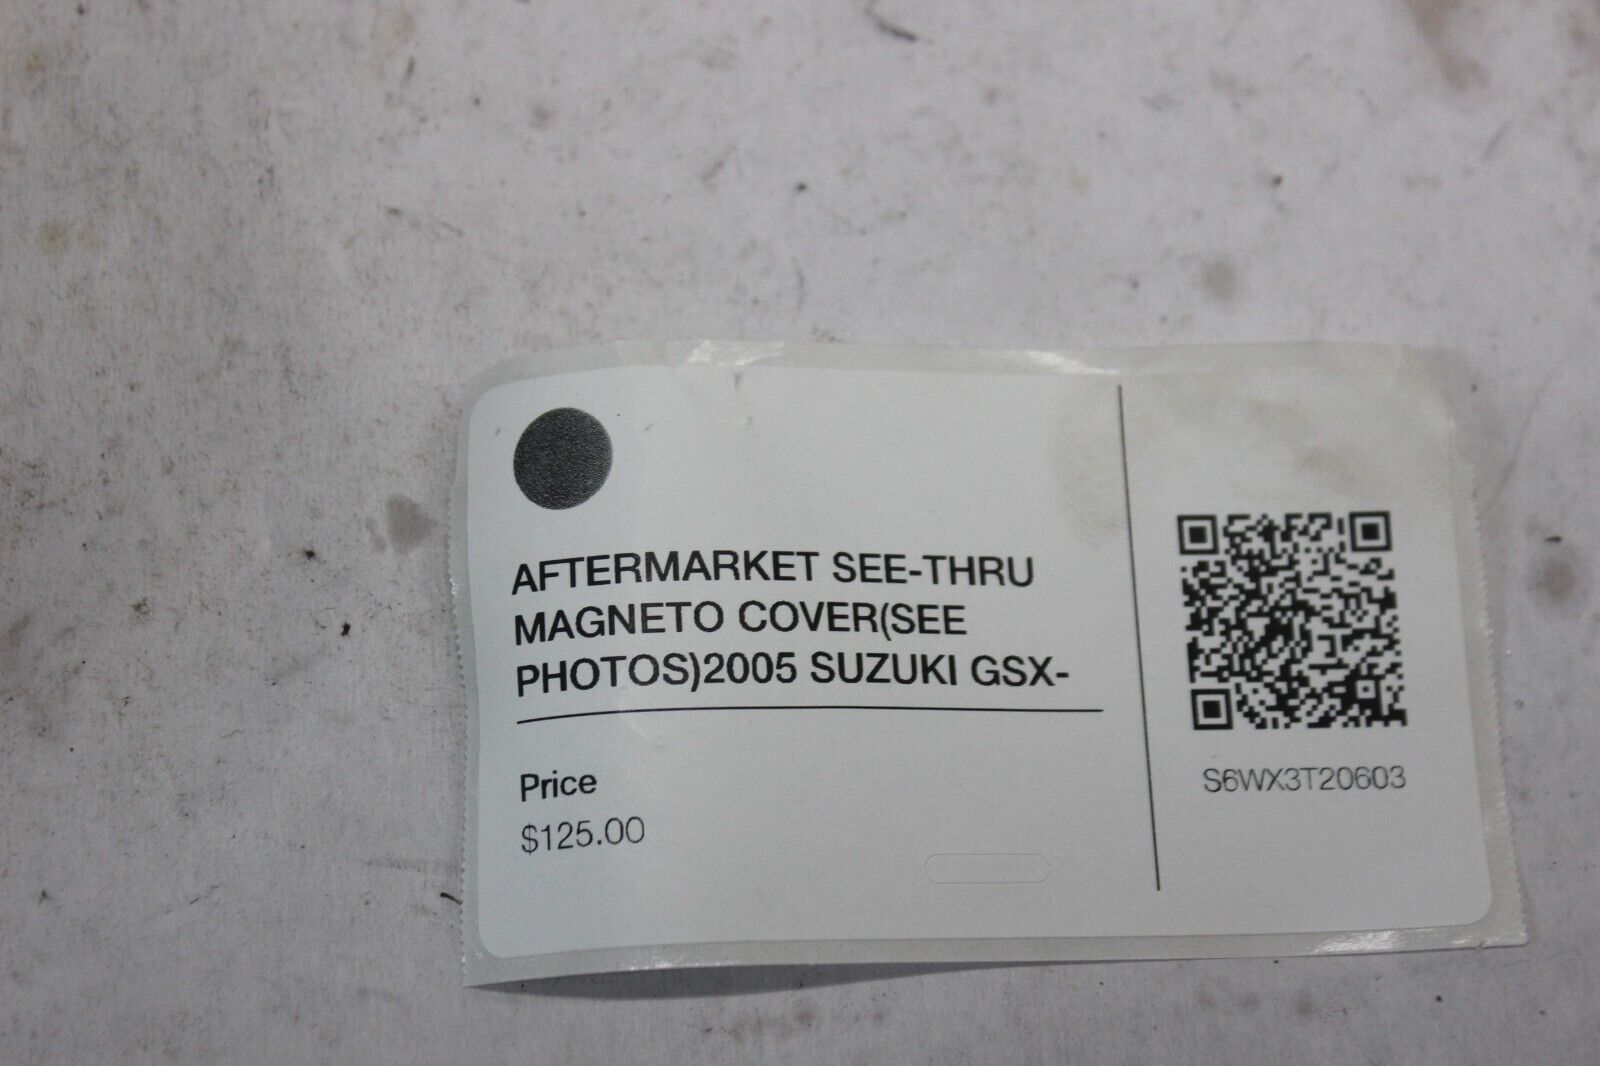 AFTERMARKET SEE-THRU
MAGNETO COVER(SEE
PHOTOS)2005 SUZUKI GSX-
Price
$125.00
S6WX3T20603